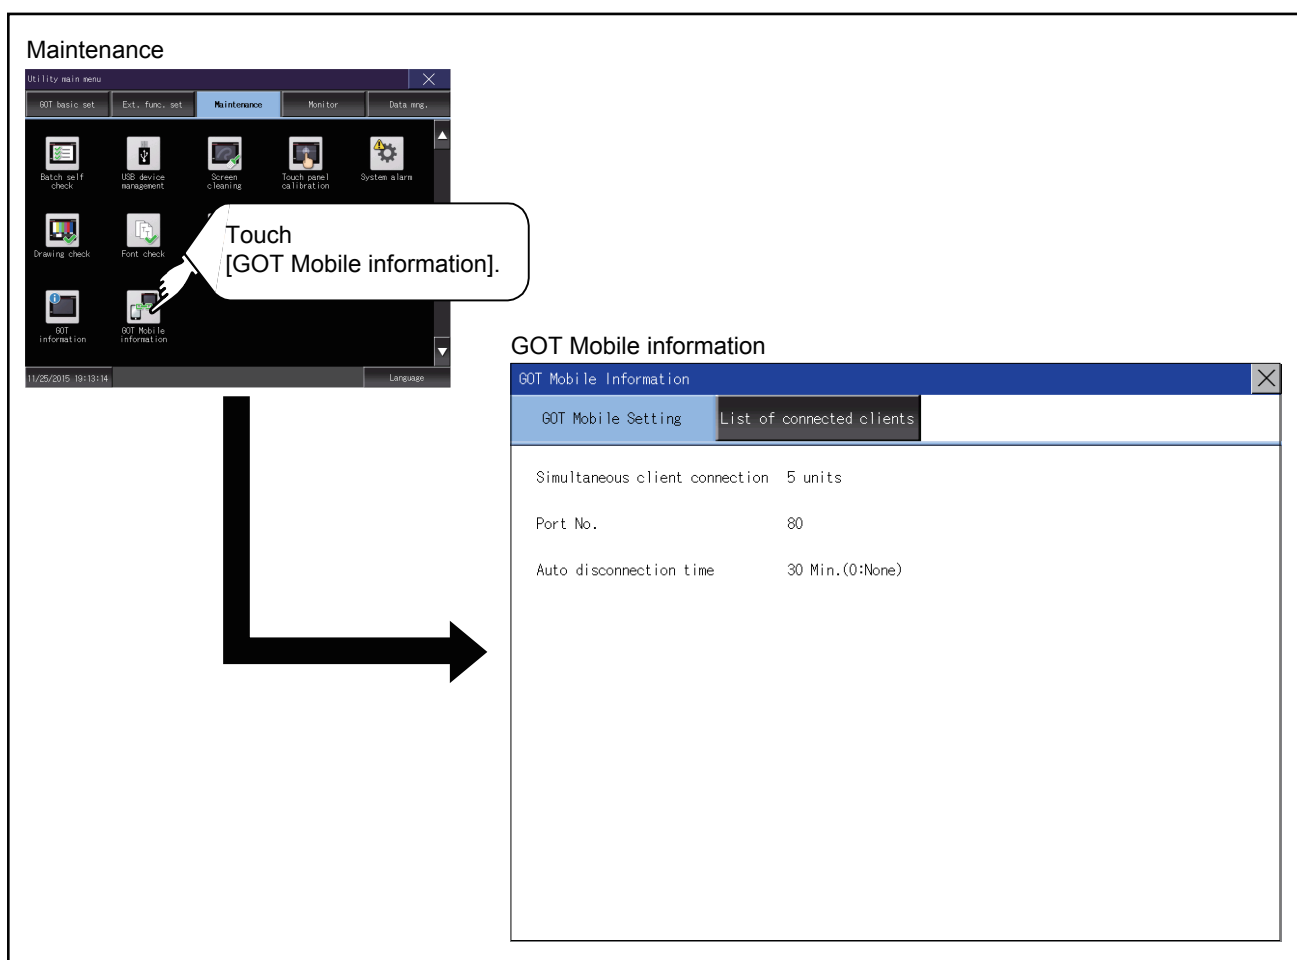 Maintenance
Utility main menu
GOT basic set Ext. func. set Maintenance Monitor Data mng.
Batch self check
USB device management
Screen cleaning
Touch panel calibration
System alarm
Drawing check
Font check
Touch
[GOT Mobile information].
GOT information
GOT Mobile information
11/25/2015 19:13:14 Language
GOT Mobile information
GOT Mobile Information
GOT Mobile Setting List of connected clients
Simultaneous client connection 5 units
Port No. 80
Auto disconnection time 30 Min.(0:None)